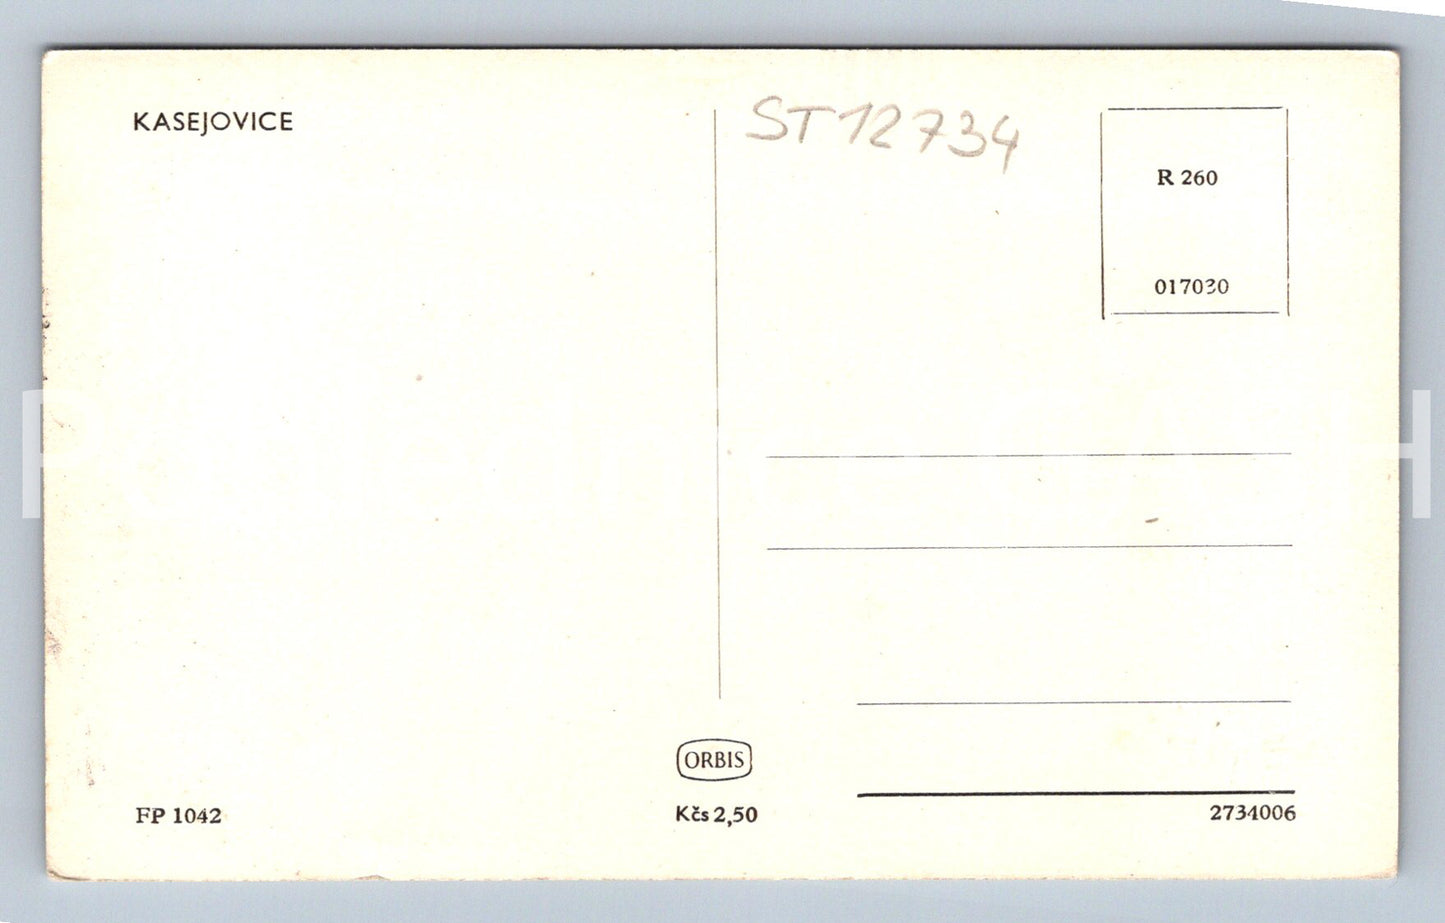 KASEJOVICE
ST12734
R 260
017030
ORBIS
FP 1042
Kčs 2,50
2734006